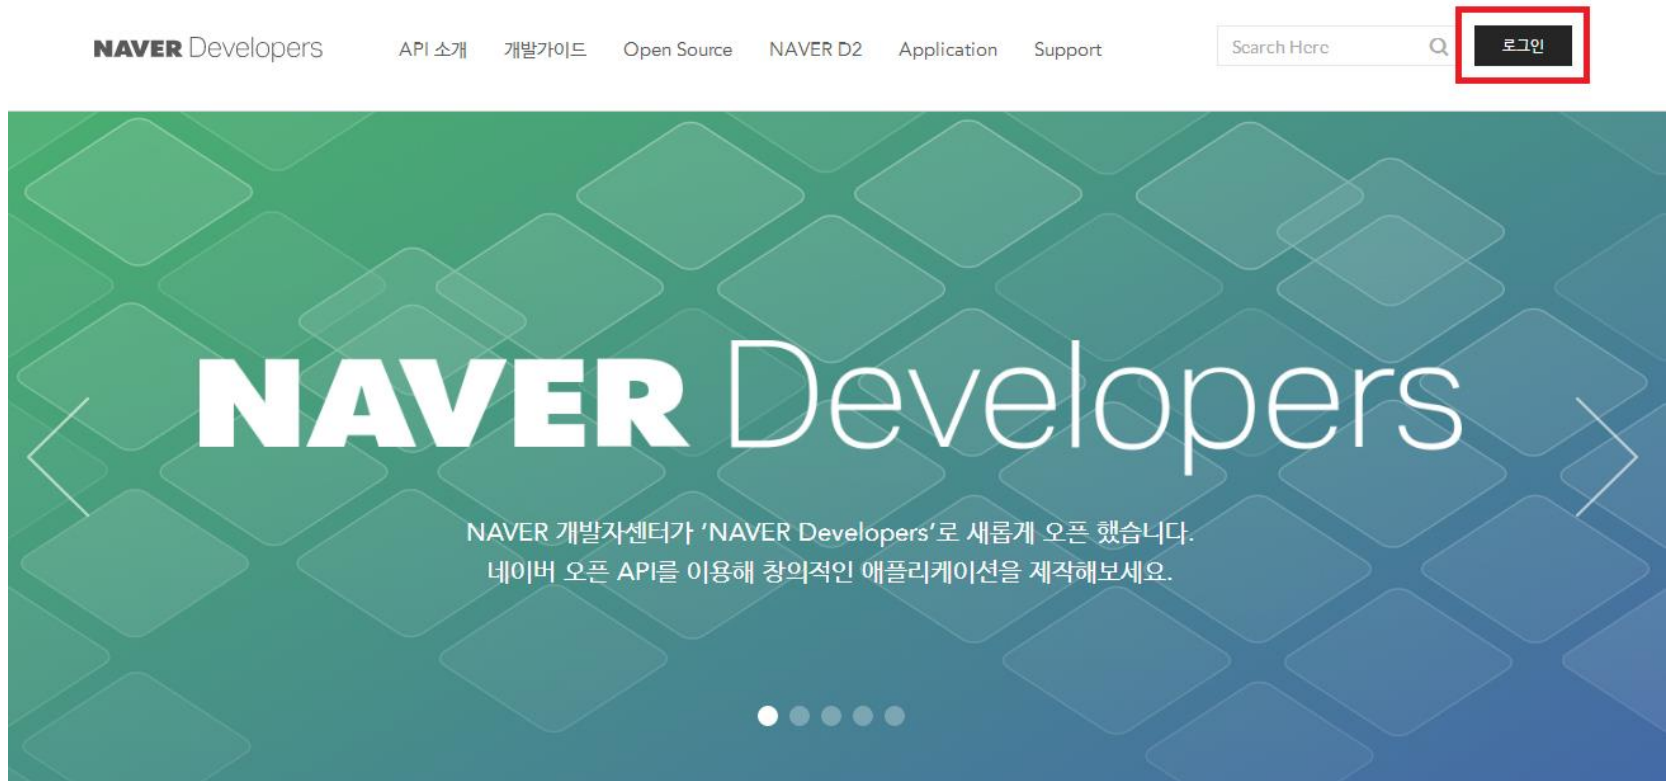 NAVER Developers API 소개 개발가이드 Open Source NAVER D2 Application Support Search Here 로그인
NAVER Developers
NAVER 개발자센터가 ‘NAVER Developers’로 새롭게 오픈 했습니다.
네이버 오픈 API를 이용해 창의적인 애플리케이션을 제작해보세요.